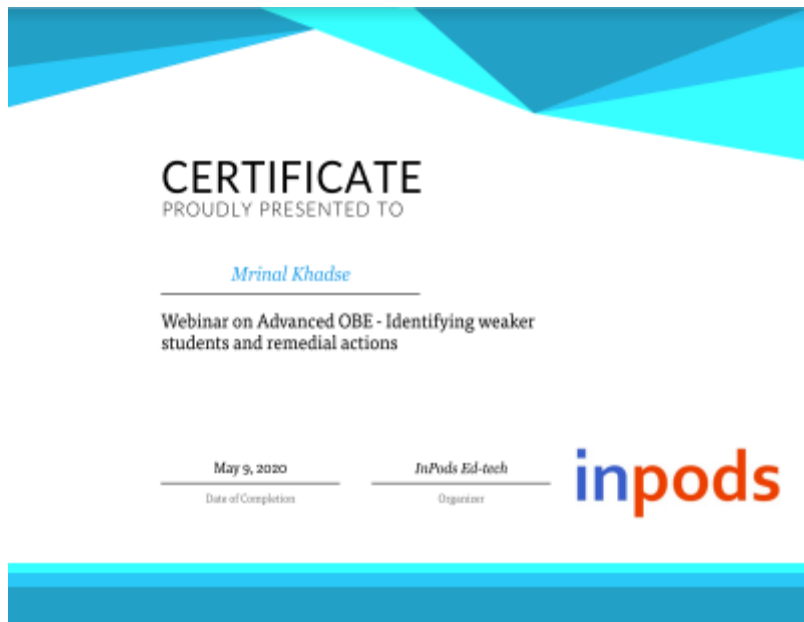 CERTIFICATE
PROUDLY PRESENTED TO
Mrinal Khadse
Webinar on Advanced OBE - Identifying weaker
students and remedial actions
May 9, 2020
InPods Ed-tech
Date of Completion
Organizer
inpods